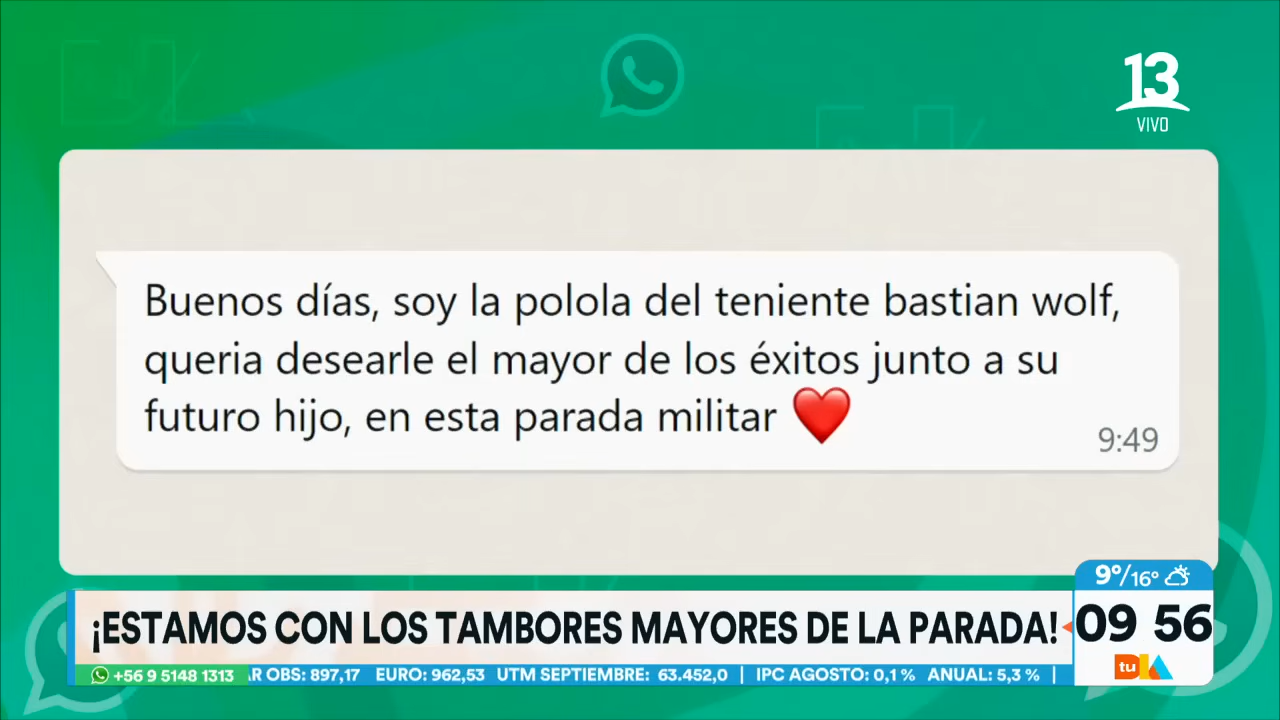 13
VIVO
Buenos días, soy la polola del teniente bastian wolf,
queria desearle el mayor de los éxitos junto a su
futuro hijo, en esta parada militar
9:49
9°/16°
¡ESTAMOS CON LOS TAMBORES MAYORES DE LA PARADA!
09 56
+56 9 5148 1313 R OBS: 897,17 EURO: 962,53 UTM SEPTIEMBRE: 63.452,0 | IPC AGOSTO: 0,1 % ANUAL: 5,3 % |
tu DÍA